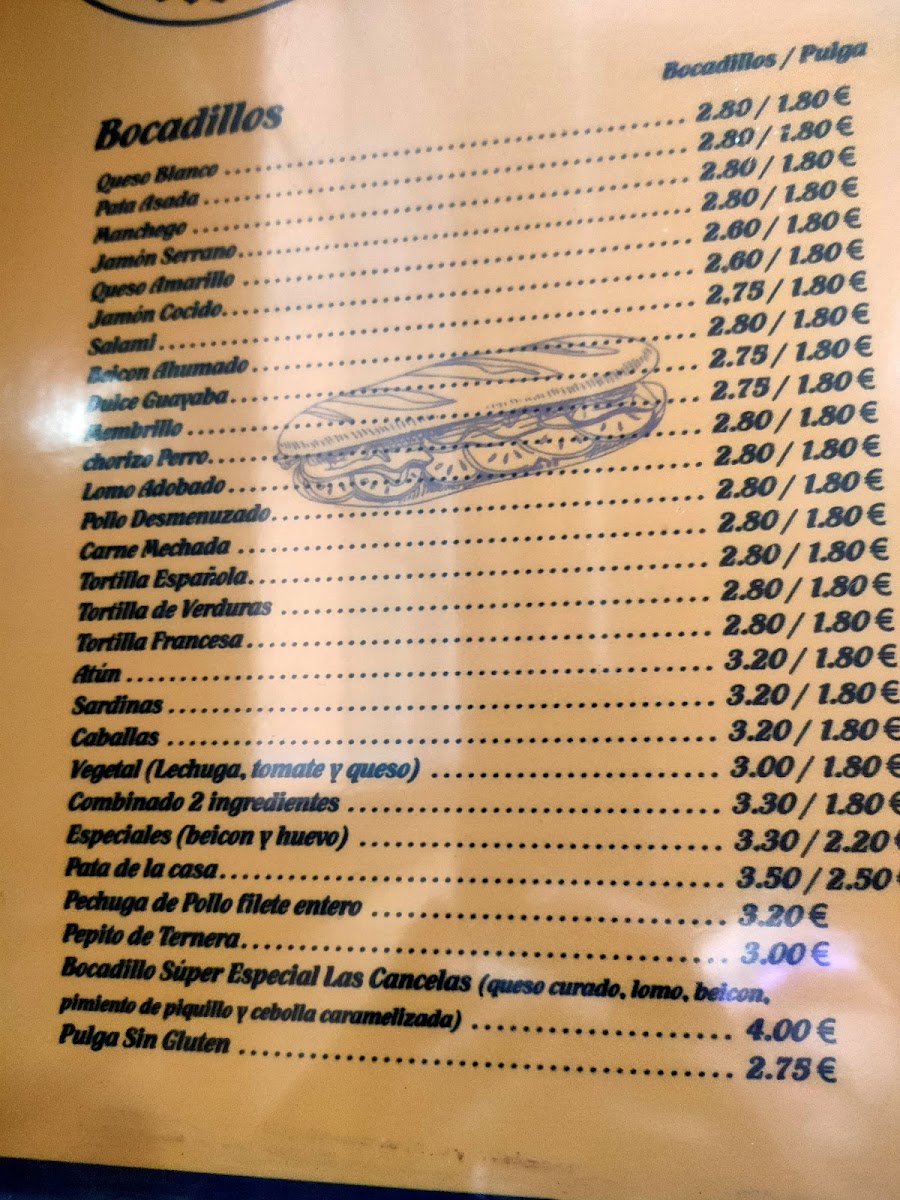 Bocadillos / Pulga
Bocadillos
Queso Blanco ........ 2.80 / 1.80 €
Pata Asada ........ 2.80 / 1.80 €
Manchego ........ 2.80 / 1.80 €
Jamón Serrano ........ 2.80 / 1.80 €
Queso Amarillo ........ 2.60 / 1.80 €
Jamón Cocido ........ 2,60 / 1.80 €
Salami ........ 2,75 / 1.80 €
Beicon Ahumado ........ 2.80 / 1.80 €
Dulce Guayaba ........ 2.75 / 1.80 €
Membrillo ........ 2.75 / 1.80 €
chorizo Perro ........ 2.80 / 1.80 €
Lomo Adobado ........ 2.80 / 1.80 €
Pollo Desmenuzado ........ 2.80 / 1.80 €
Carne Mechada ........ 2.80 / 1.80 €
Tortilla Española ........ 2.80 / 1.80 €
Tortilla de Verduras ........ 2.80 / 1.80 €
Tortilla Francesa ........ 2.80 / 1.80 €
Atún ........ 3.20 / 1.80 €
Sardinas ........ 3.20 / 1.80 €
Caballas ........ 3.20 / 1.80 €
Vegetal (Lechuga, tomate y queso) ........ 3.00 / 1.80 €
Combinado 2 ingredientes ........ 3.30 / 1.80 €
Especiales (beicon y huevo) ........ 3.30 / 2.20 €
Pata de la casa ........ 3.50 / 2.50 €
Pechuga de Pollo filete entero ........ 3.20 €
Pepito de Ternera ........ 3.00 €
Bocadillo Súper Especial Las Cancelas (queso curado, lomo, beicon,
pimiento de piquillo y cebolla caramelizada) ........ 4.00 €
Pulga Sin Gluten ........ 2.75 €